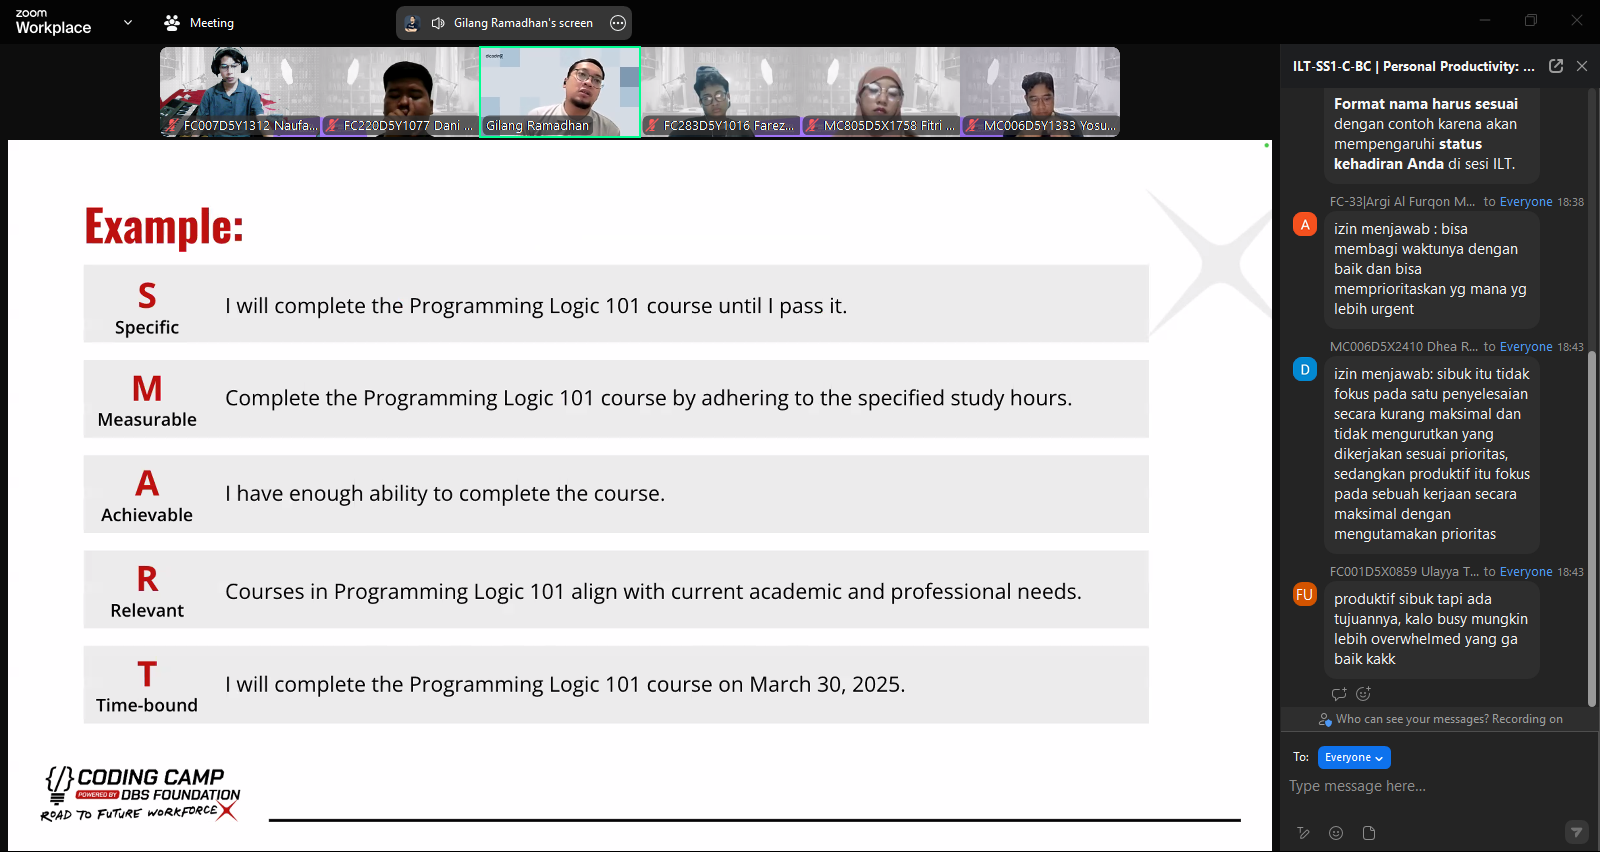 zoom
Workplace
Meeting
Gilang Ramadhan's screen
FC007D5Y1312 Naufa...
FC220D5Y1077 Dani ...
Gilang Ramadhan
FC283D5Y1016 Farez...
MC805D5X1758 Fitri ...
MC006D5Y1333 Yosu...
Example:
S
Specific
I will complete the Programming Logic 101 course until I pass it.
M
Measurable
Complete the Programming Logic 101 course by adhering to the specified study hours.
A
Achievable
I have enough ability to complete the course.
R
Relevant
Courses in Programming Logic 101 align with current academic and professional needs.
T
Time-bound
I will complete the Programming Logic 101 course on March 30, 2025.
{/} CODING CAMP
POWERED BY DBS FOUNDATION
ROAD TO FUTURE WORKFORCE X
ILT-SS1-C-BC | Personal Productivity: ...
Format nama harus sesuai
dengan contoh karena akan
mempengaruhi status
kehadiran Anda di sesi ILT.
FC-33|Argi Al Furqon M... to Everyone 18:38
A
izin menjawab : bisa
membagi waktunya dengan
baik dan bisa
memprioritaskan yg mana yg
lebih urgent
MC006D5X2410 Dhea R... to Everyone 18:43
D
izin menjawab: sibuk itu tidak
fokus pada satu penyelesaian
secara kurang maksimal dan
tidak mengurutkan yang
dikerjakan sesuai prioritas,
sedangkan produktif itu fokus
pada sebuah kerjaan secara
maksimal dengan
mengutamakan prioritas
FC001D5X0859 Ulayya T... to Everyone 18:43
FU
produktif sibuk tapi ada
tujuannya, kalo busy mungkin
lebih overwhelmed yang ga
baik kakk
Who can see your messages? Recording on
To: Everyone
Type message here...